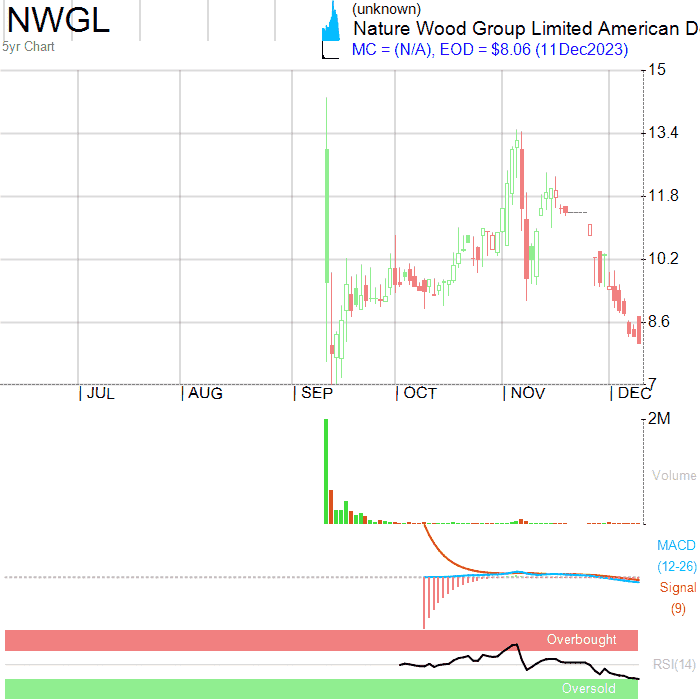 NWGL
(unknown)
Nature Wood Group Limited American D
5yr Chart
MC = (N/A), EOD = $8.06 (11Dec2023)
15
13.4
11.8
10.2
8.6
7
JUL AUG SEP OCT NOV DEC
2M
Volume
MACD
(12-26)
Signal
(9)
Overbought
RSI(14)
Oversold